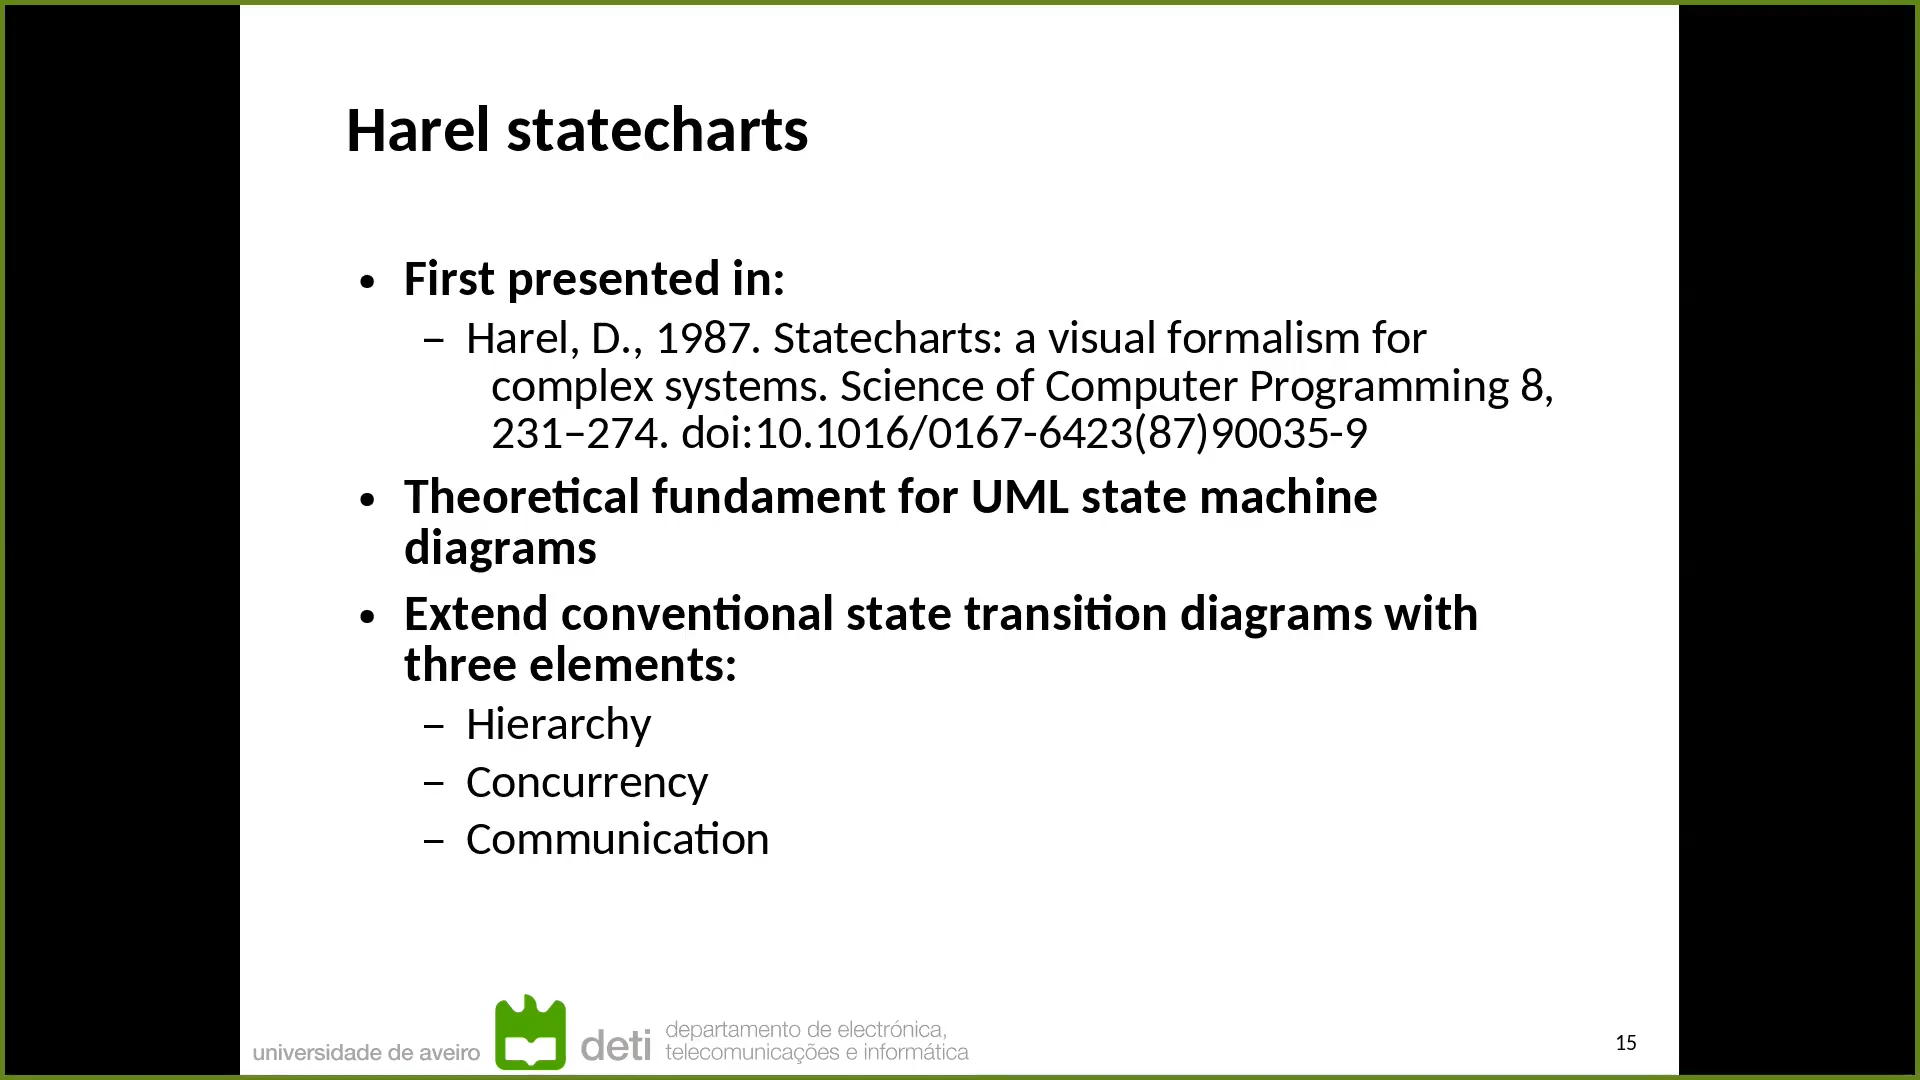 Harel statecharts
• First presented in:
– Harel, D., 1987. Statecharts: a visual formalism for
complex systems. Science of Computer Programming 8,
231–274. doi:10.1016/0167-6423(87)90035-9
• Theoretical fundament for UML state machine
diagrams
• Extend conventional state transition diagrams with
three elements:
– Hierarchy
– Concurrency
– Communication
universidade de aveiro
deti
departamento de electrónica,
telecomunicações e informática
15